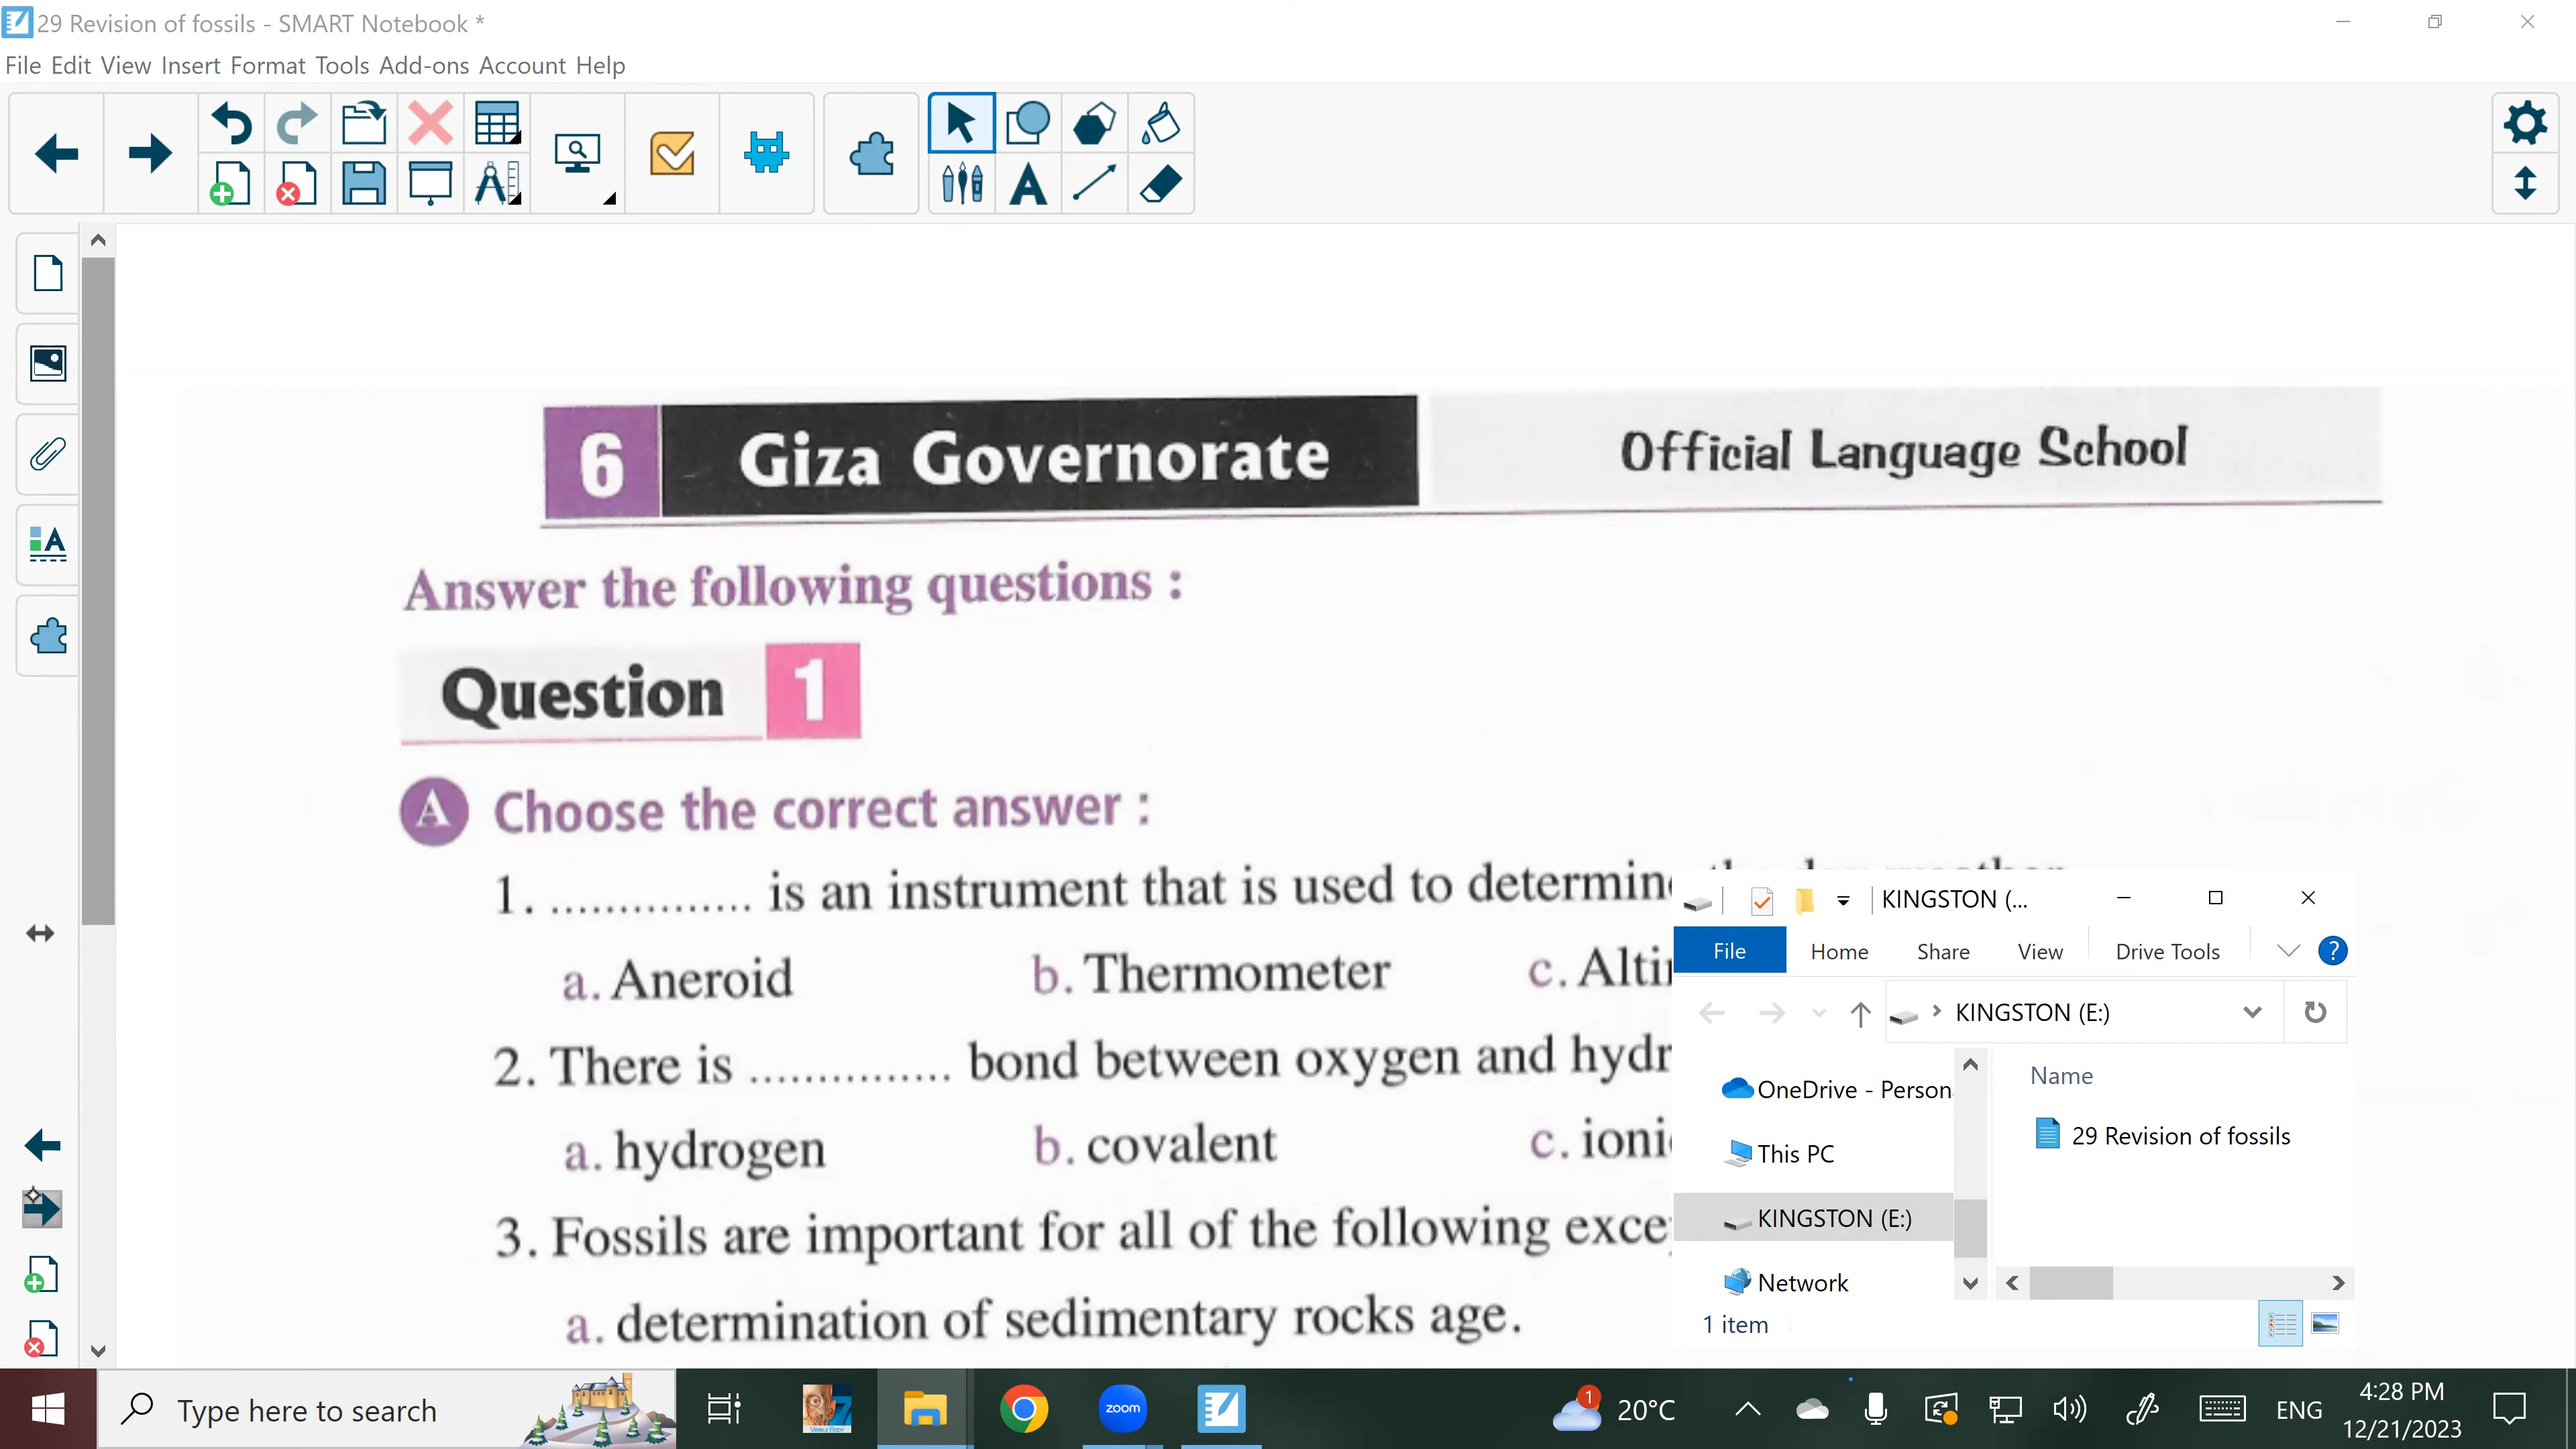 29 Revision of fossils - SMART Notebook *
File Edit View Insert Format Tools Add-ons Account Help
6 Giza Governorate Official Language School
Answer the following questions :
Question 1
A Choose the correct answer :
1. ............... is an instrument that is used to determine
a. Aneroid b. Thermometer c. Alti
2. There is ............... bond between oxygen and hydr
a. hydrogen b. covalent c. ioni
3. Fossils are important for all of the following exce
a. determination of sedimentary rocks age.
KINGSTON (...
File Home Share View Drive Tools
KINGSTON (E:)
Name
OneDrive - Person
29 Revision of fossils
This PC
KINGSTON (E:)
Network
1 item
Type here to search
zoom
1
20°C
ENG
4:28 PM
12/21/2023